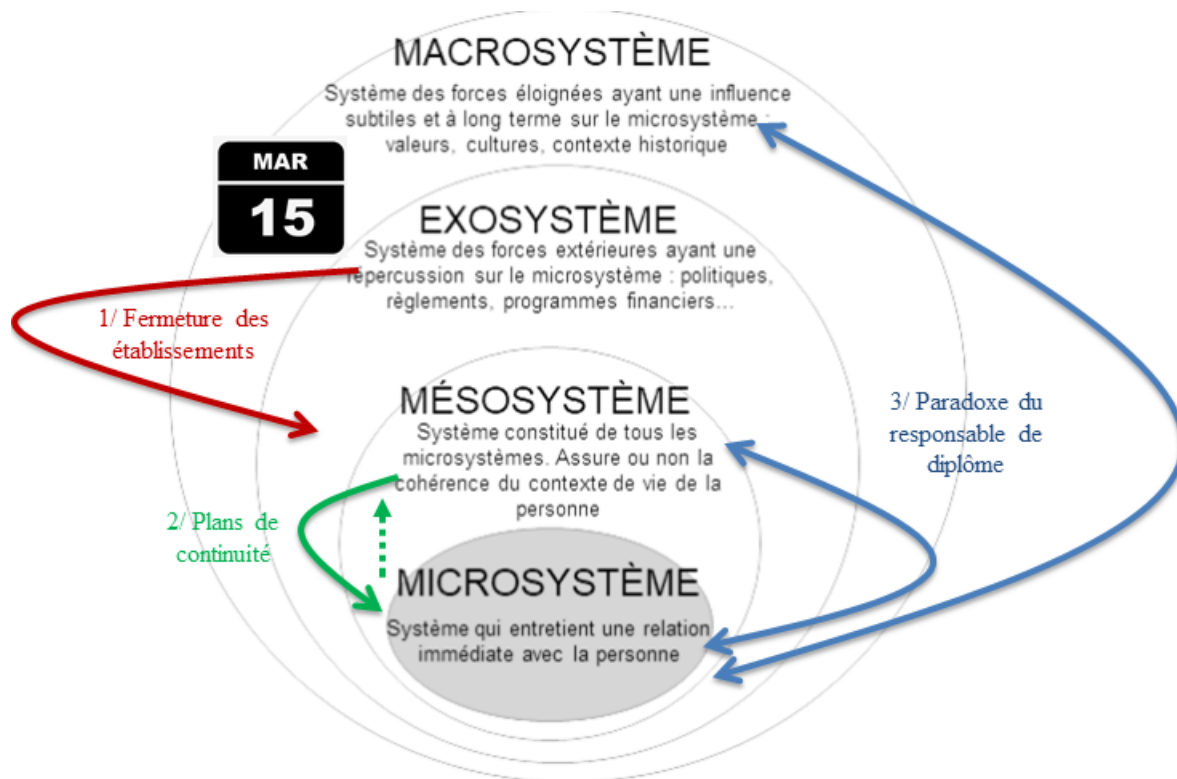 MACROSYSTÈME
Système des forces éloignées ayant une influence
subtiles et à long terme sur le microsystème :
valeurs, cultures, contexte historique
MAR
15
EXOSYSTÈME
Système des forces extérieures ayant une
répercussion sur le microsystème : politiques,
règlements, programmes financiers...
1/ Fermeture des
établissements
MÉSOSYSTÈME
Système constitué de tous les
microsystèmes. Assure ou non la
cohérence du contexte de vie de la
personne
3/ Paradoxe du
responsable de
diplôme
2/ Plans de
continuité
MICROSYSTÈME
Système qui entretient une relation
immédiate avec la personne